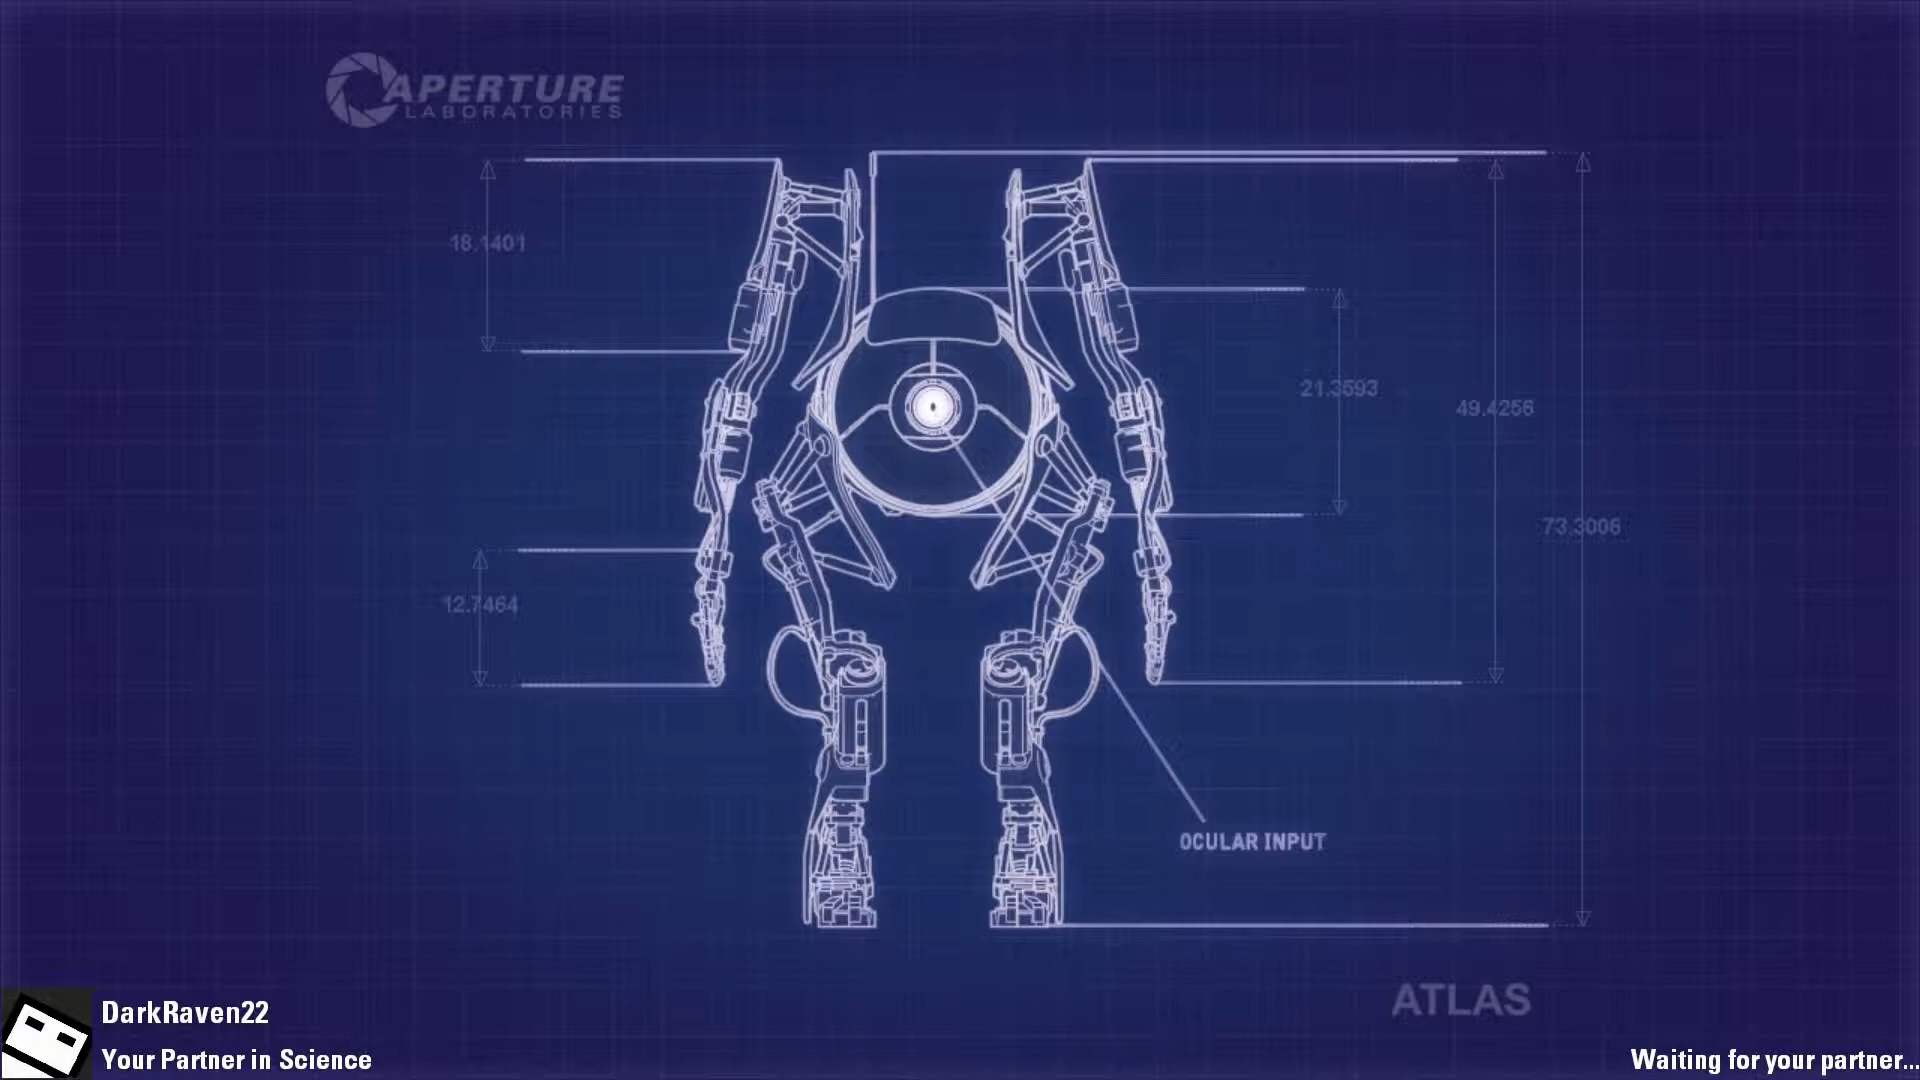 APERTURE
LABORATORIES
18.1401
21.3593
49.4256
73.3006
12.7464
OCULAR INPUT
ATLAS
DarkRaven22
Your Partner in Science
Waiting for your partner...